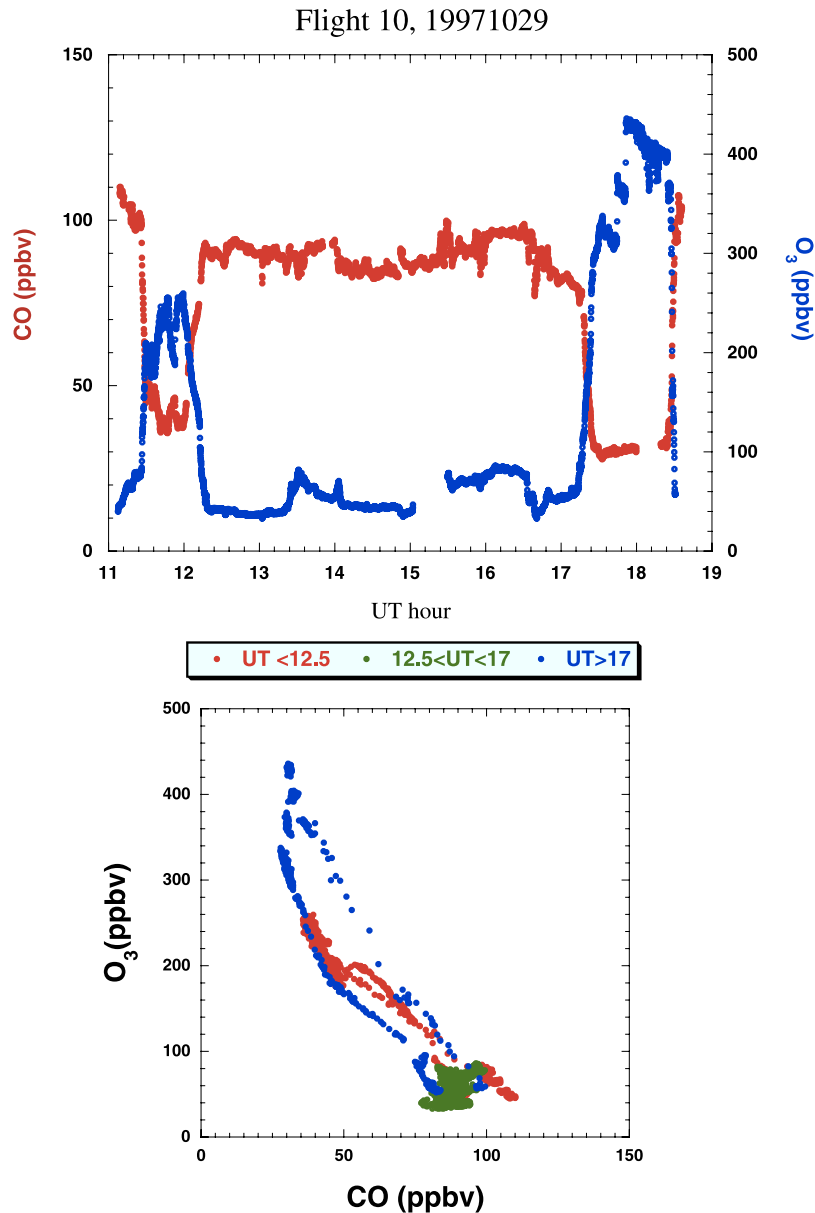 Flight 10, 19971029
150
500
100
400
300
50
200
100
0
0
CO (ppbv)
O3 (ppbv)
11 12 13 14 15 16 17 18 19
UT hour
UT <12.5 12.5<UT<17 UT>17
500
400
300
200
100
0
O3(ppbv)
0 50 100 150
CO (ppbv)